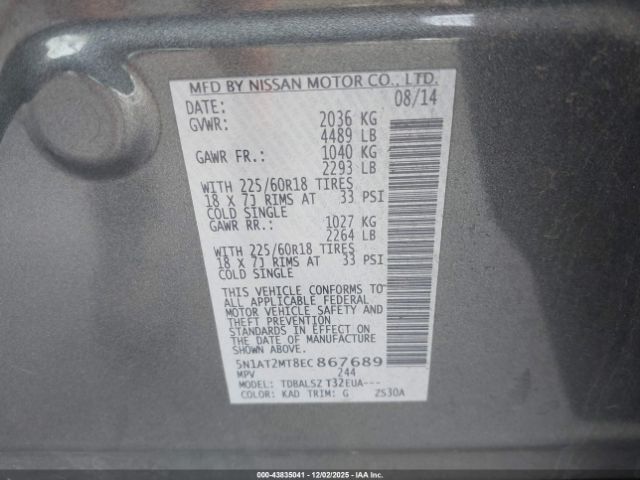 MFD BY NISSAN MOTOR CO., LTD.
DATE: 08/14
GVWR: 2036 KG
4489 LB
GAWR FR.: 1040 KG
2293 LB
WITH 225/60R18 TIRES
18 X 7J RIMS AT 33 PSI
COLD SINGLE
GAWR RR.: 1027 KG
2264 LB
WITH 225/60R18 TIRES
18 X 7J RIMS AT 33 PSI
COLD SINGLE
THIS VEHICLE CONFORMS TO
ALL APPLICABLE FEDERAL
MOTOR VEHICLE SAFETY AND
THEFT PREVENTION
STANDARDS IN EFFECT ON
THE DATE OF MANUFACTURE
SHOWN ABOVE.
5N1AT2MT8EC867689
MPV 244
MODEL: TDBALSZ T32EUA---
COLOR: KAD TRIM: G ZS30A
000-43835041 - 12/02/2025 - IAA Inc.